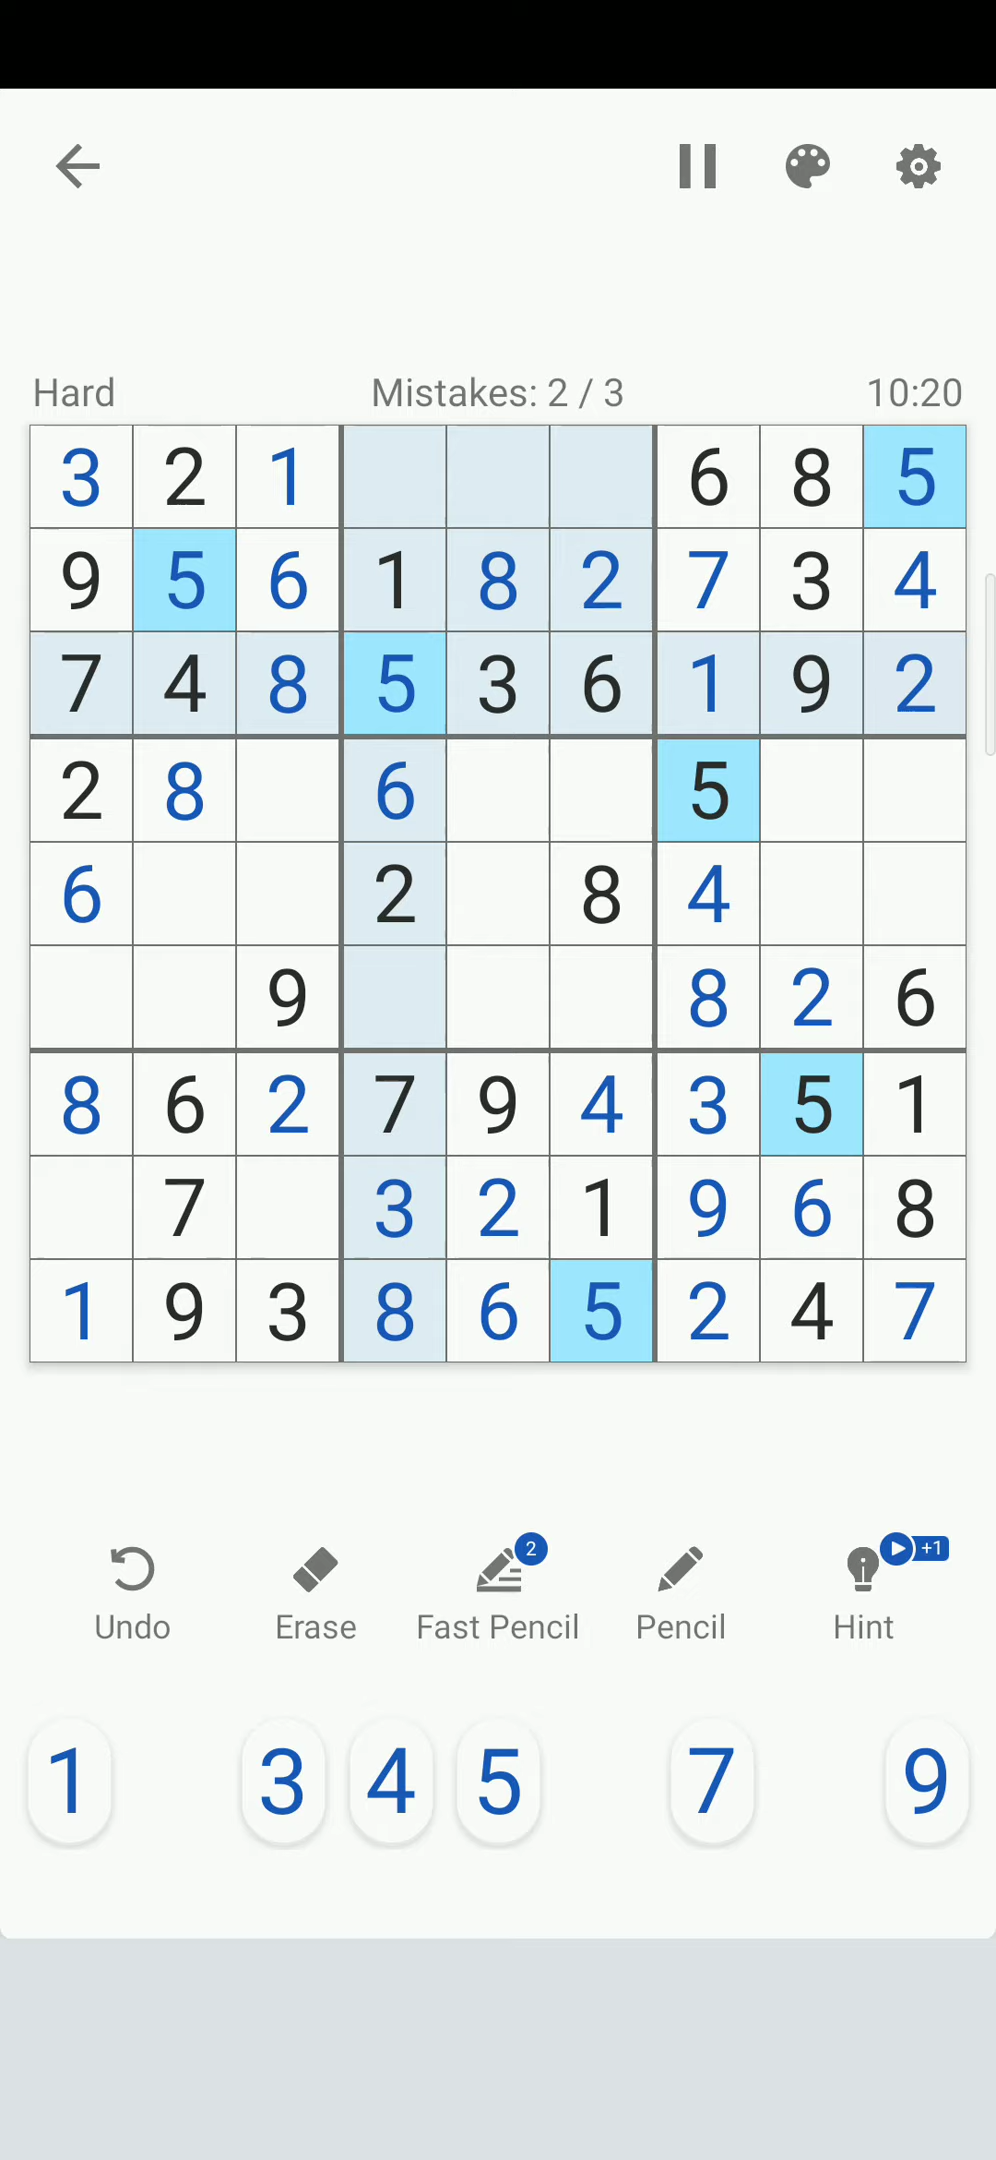 Hard Mistakes: 2 / 3 10:20
3 2 1 6 8 5
9 5 6 1 8 2 7 3 4
7 4 8 5 3 6 1 9 2
2 8 6 5
6 2 8 4
9 8 2 6
8 6 2 7 9 4 3 5 1
7 3 2 1 9 6 8
1 9 3 8 6 5 2 4 7
2 +1
Undo Erase Fast Pencil Pencil Hint
1 3 4 5 7 9